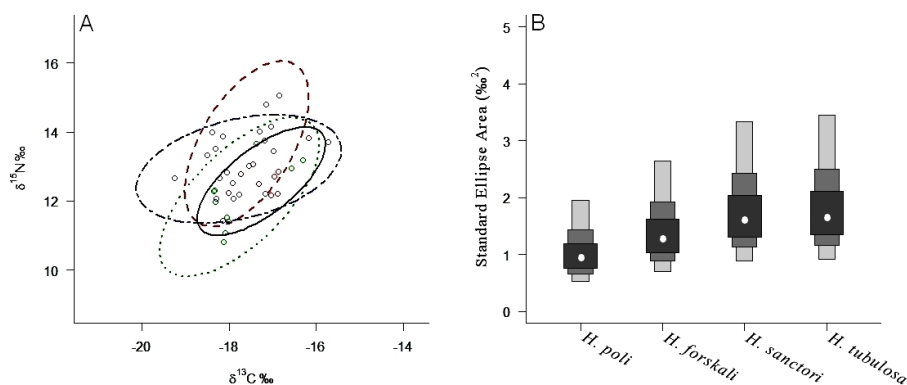 A
16
14
12
10
δ15N‰
-20
-18
-16
-14
δ13C‰
B
5
4
3
2
1
0
Standard Ellipse Area (‰2)
H. poli
H. forskali
H. sanctori
H. tubulosa